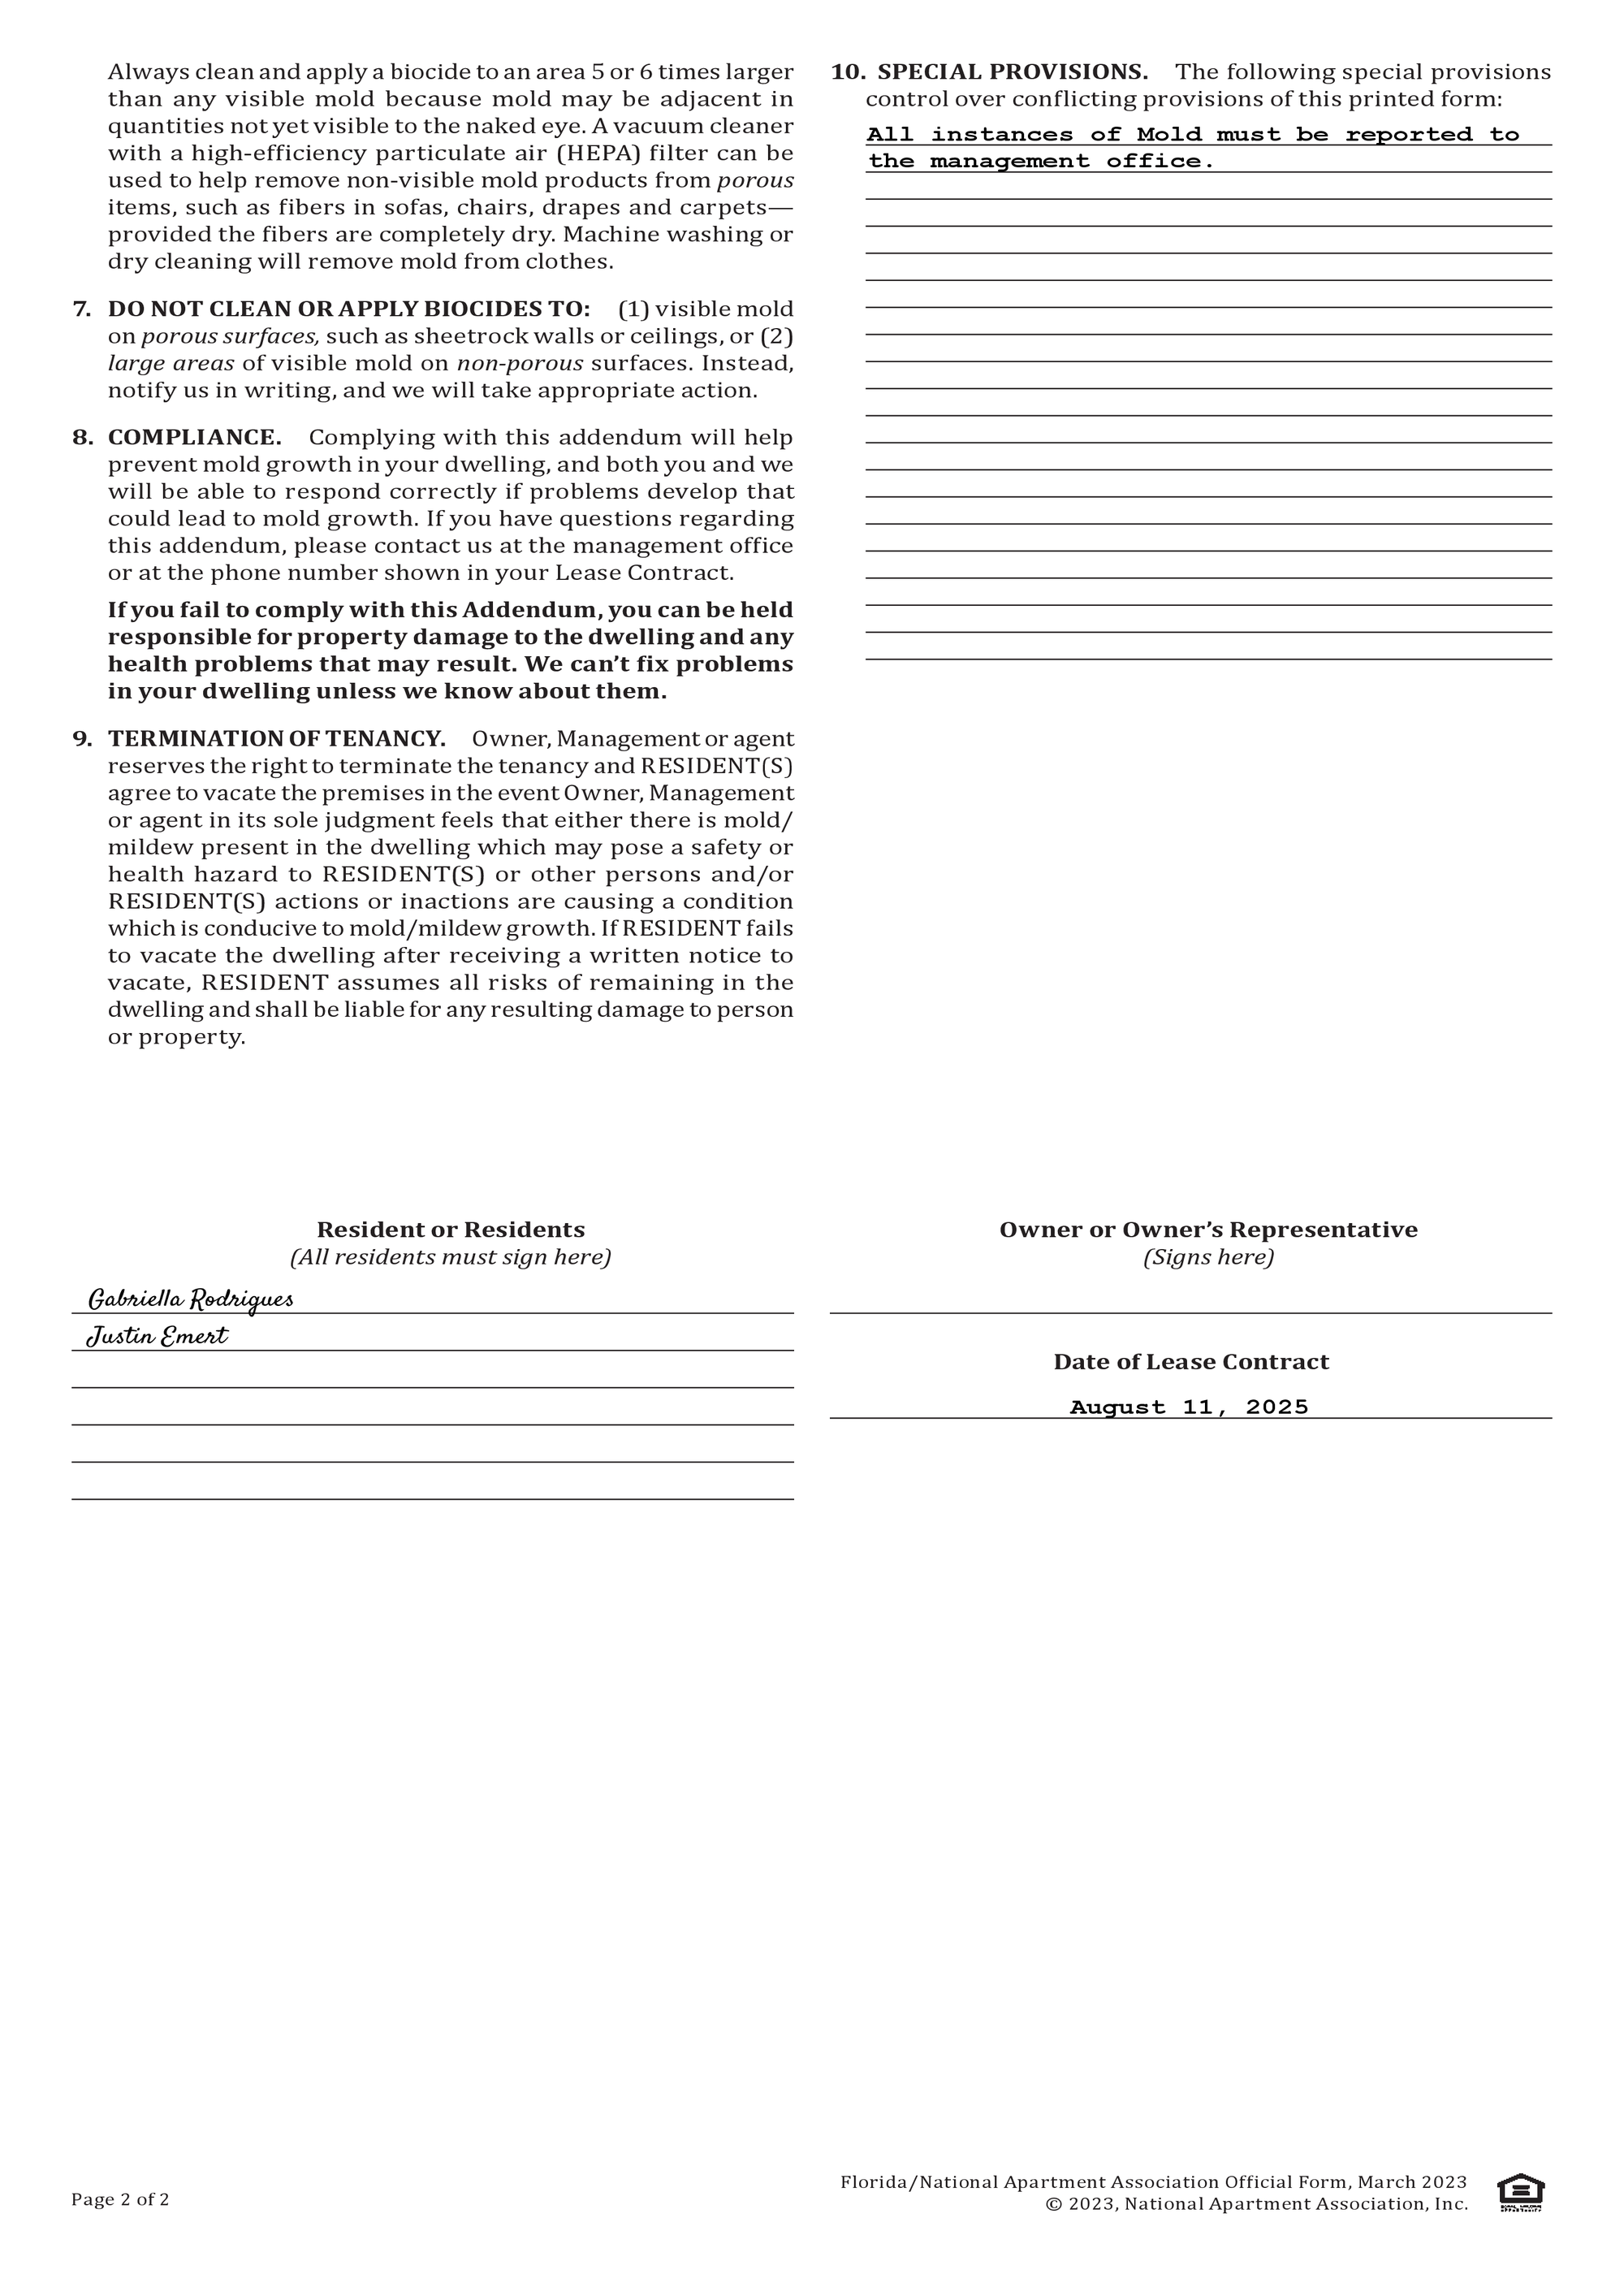 Always clean and apply a biocide to an area 5 or 6 times larger
than any visible mold because mold may be adjacent in
quantities not yet visible to the naked eye. A vacuum cleaner
with a high-efficiency particulate air (HEPA) filter can be
used to help remove non-visible mold products from porous
items, such as fibers in sofas, chairs, drapes and carpets—
provided the fibers are completely dry. Machine washing or
dry cleaning will remove mold from clothes.
7. DO NOT CLEAN OR APPLY BIOCIDES TO: (1) visible mold
on porous surfaces, such as sheetrock walls or ceilings, or (2)
large areas of visible mold on non-porous surfaces. Instead,
notify us in writing, and we will take appropriate action.
8. COMPLIANCE. Complying with this addendum will help
prevent mold growth in your dwelling, and both you and we
will be able to respond correctly if problems develop that
could lead to mold growth. If you have questions regarding
this addendum, please contact us at the management office
or at the phone number shown in your Lease Contract.
If you fail to comply with this Addendum, you can be held
responsible for property damage to the dwelling and any
health problems that may result. We can’t fix problems
in your dwelling unless we know about them.
9. TERMINATION OF TENANCY. Owner, Management or agent
reserves the right to terminate the tenancy and RESIDENT(S)
agree to vacate the premises in the event Owner, Management
or agent in its sole judgment feels that either there is mold/
mildew present in the dwelling which may pose a safety or
health hazard to RESIDENT(S) or other persons and/or
RESIDENT(S) actions or inactions are causing a condition
which is conducive to mold/mildew growth. If RESIDENT fails
to vacate the dwelling after receiving a written notice to
vacate, RESIDENT assumes all risks of remaining in the
dwelling and shall be liable for any resulting damage to person
or property.
10. SPECIAL PROVISIONS. The following special provisions
control over conflicting provisions of this printed form:
All instances of Mold must be reported to
the management office.
Resident or Residents
(All residents must sign here)
Gabriella Rodrigues
Justin Emert
Owner or Owner’s Representative
(Signs here)
Date of Lease Contract
August 11, 2025
Page 2 of 2
Florida/National Apartment Association Official Form, March 2023
© 2023, National Apartment Association, Inc.